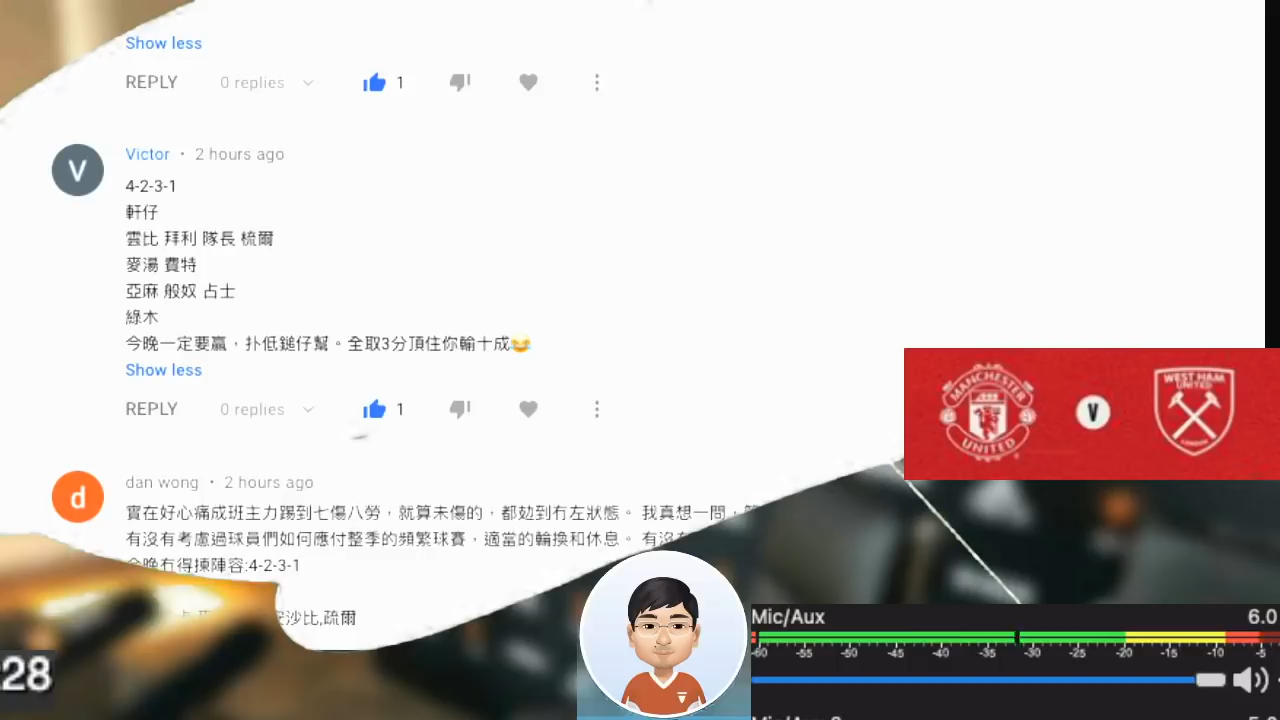 Show less
REPLY 0 replies 1
V
Victor • 2 hours ago
4-2-3-1
軒仔
雲比 拜利 隊長 梳爾
麥湯 費特
亞麻 般奴 占士
綠木
今晚一定要贏，扑低鎚仔幫。全取3分頂住你輸十成😂
Show less
REPLY 0 replies 1
d
dan wong • 2 hours ago
實在好心痛成班主力踢到七傷八勞，就算未傷的，都攰到冇左狀態。 我真想一問，
有沒有考慮過球員們如何應付整季的頻繁球賽，適當的輪換和休息。 有沒
今晚冇得揀陣容:4-2-3-1
沙比,疏爾
MANCHESTER UNITED
V
WEST HAM UNITED
LONDON
:28
Mic/Aux 6.0
-60 -55 -50 -45 -40 -35 -30 -25 -20 -15 -10 -5